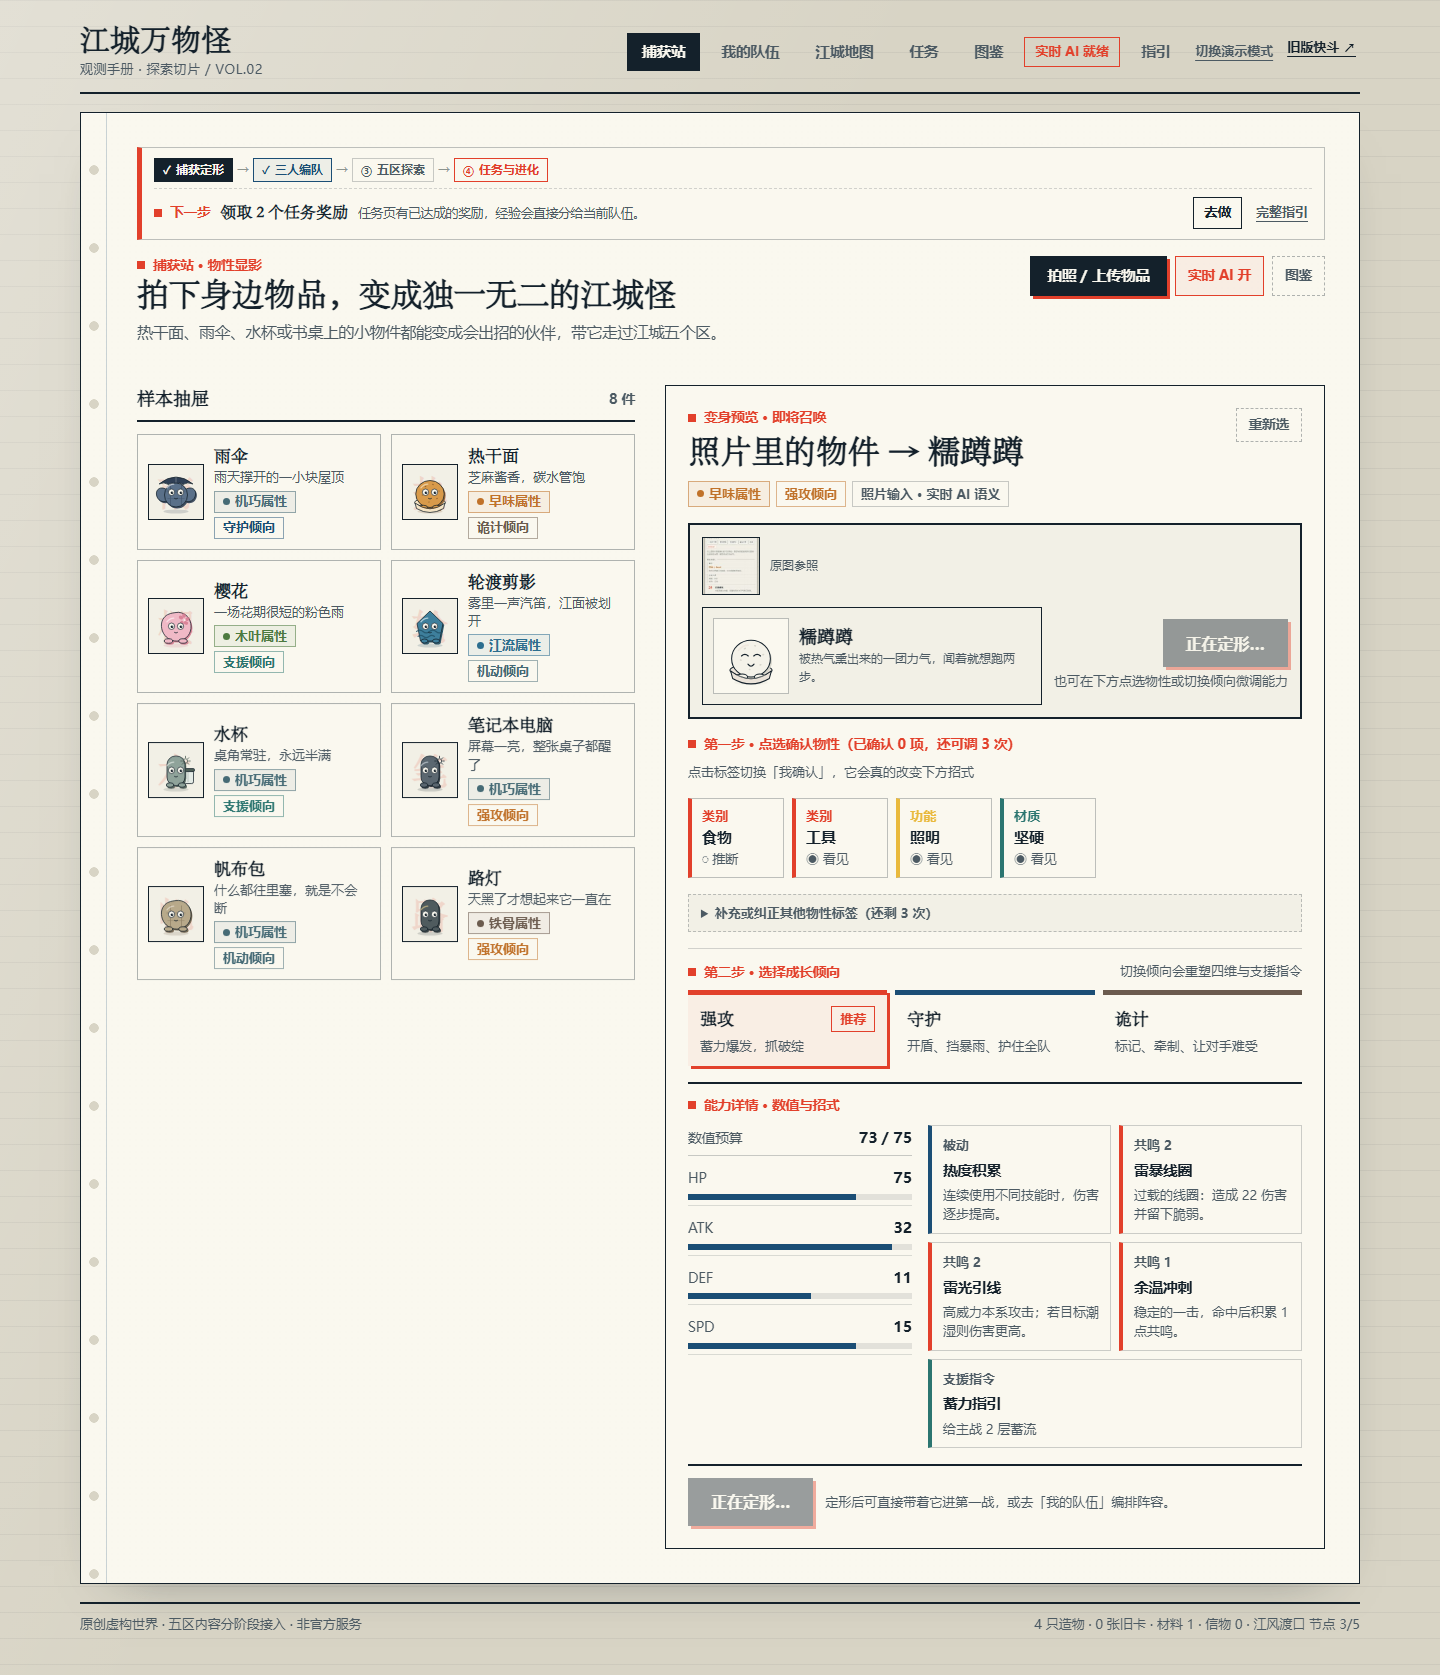 江城万物怪
观测手册 · 探索切片 / VOL.02
捕获站
我的队伍
江城地图
任务
图鉴
实时 AI 就绪
指引
切换演示模式
旧版快斗 ↗
✓ 捕获定形 → ✓ 三人编队 → ③ 五区探索 → ④ 任务与进化
下一步 领取 2 个任务奖励 任务页有已达成的奖励，经验会直接分给当前队伍。
去做
完整指引
捕获站 • 物性显影
拍下身边物品，变成独一无二的江城怪
热干面、雨伞、水杯或书桌上的小物件都能变成会出招的伙伴，带它走过江城五个区。
拍照 / 上传物品
实时 AI 开
图鉴
样本抽屉
8 件
雨伞
雨天撑开的一小块屋顶
机巧属性
守护倾向
热干面
芝麻酱香，碳水管饱
早味属性
诡计倾向
樱花
一场花期很短的粉色雨
木叶属性
支援倾向
轮渡剪影
雾里一声汽笛，江面被划
开
江流属性
机动倾向
水杯
桌角常驻，永远半满
机巧属性
支援倾向
笔记本电脑
屏幕一亮，整张桌子都醒
了
机巧属性
强攻倾向
帆布包
什么都往里塞，就是不会
断
机巧属性
机动倾向
路灯
天黑了才想起来它一直在
铁骨属性
强攻倾向
变身预览 • 即将召唤
照片里的物件 → 糯蹲蹲
重新选
早味属性
强攻倾向
照片输入 • 实时 AI 语义
原图参照
糯蹲蹲
被热气熏出来的一团力气，闻着就想跑两
步。
正在定形…
也可在下方点选物性或切换倾向微调能力
第一步 • 点选确认物性（已确认 0 项，还可调 3 次）
点击标签切换「我确认」，它会真的改变下方招式
类别
食物
○ 推断
类别
工具
◉ 看见
功能
照明
◉ 看见
材质
坚硬
◉ 看见
▶ 补充或纠正其他物性标签（还剩 3 次）
第二步 • 选择成长倾向
切换倾向会重塑四维与支援指令
强攻
推荐
蓄力爆发，抓破绽
守护
开盾、挡暴雨、护住全队
诡计
标记、牵制、让对手难受
能力详情 • 数值与招式
数值预算 73 / 75
HP 75
ATK 32
DEF 11
SPD 15
被动
热度积累
连续使用不同技能时，伤害
逐步提高。
共鸣 2
雷暴线圈
过载的线圈：造成 22 伤害
并留下脆弱。
共鸣 2
雷光引线
高威力本系攻击；若目标潮
湿则伤害更高。
共鸣 1
余温冲刺
稳定的一击，命中后积累 1
点共鸣。
支援指令
蓄力指引
给主战 2 层蓄流
正在定形…
定形后可直接带着它进第一战，或去「我的队伍」编排阵容。
原创虚构世界 · 五区内容分阶段接入 · 非官方服务
4 只造物 · 0 张旧卡 · 材料 1 · 信物 0 · 江风渡口 节点 3/5